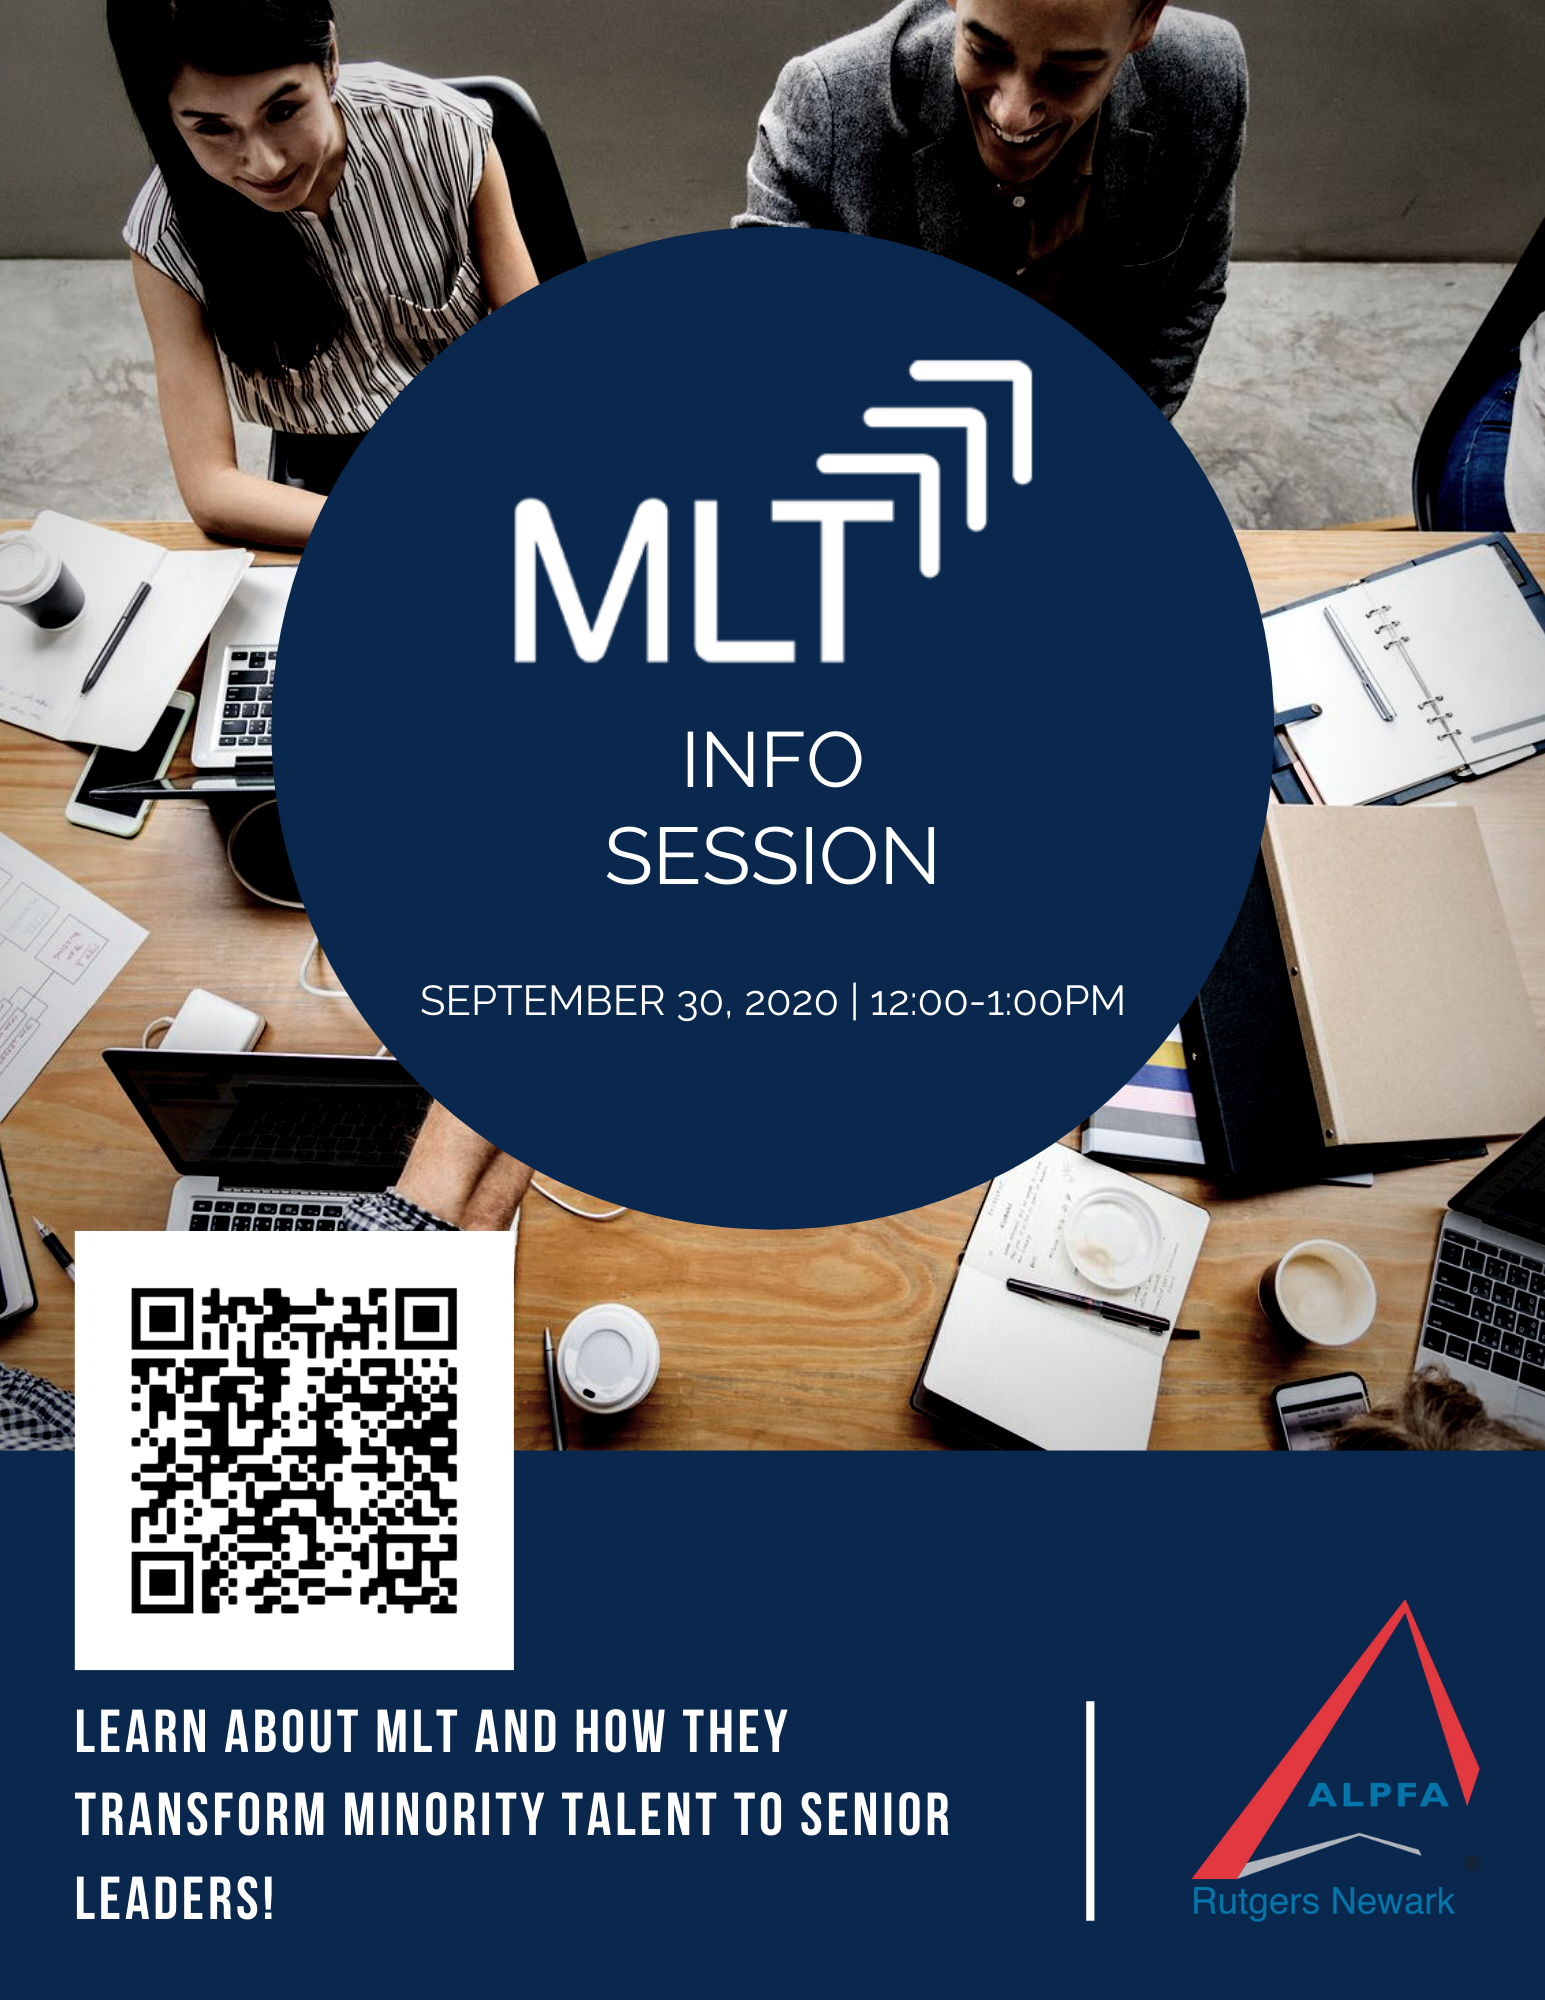 MLT
INFO
SESSION
SEPTEMBER 30, 2020 | 12:00-1:00PM
LEARN ABOUT MLT AND HOW THEY
TRANSFORM MINORITY TALENT TO SENIOR
LEADERS!
ALPFA
Rutgers Newark